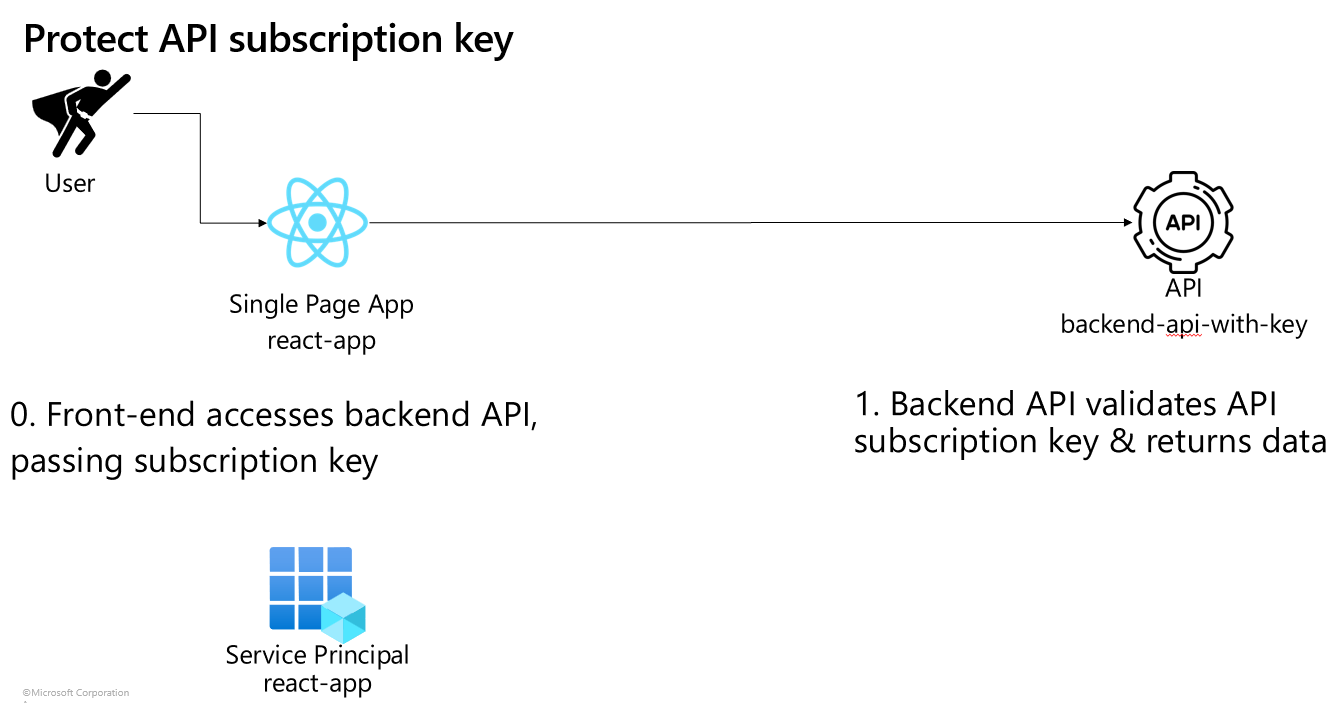 Protect API subscription key
User
API
Single Page App
react-app
API
backend-api-with-key
0. Front-end accesses backend API,
passing subscription key
1. Backend API validates API
subscription key & returns data
Service Principal
react-app
©Microsoft Corporation